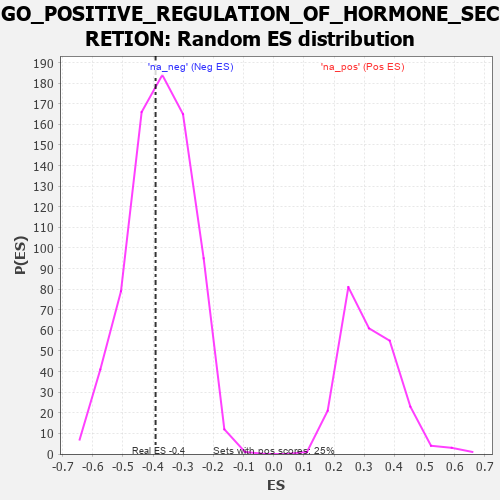 GO_POSITIVE_REGULATION_OF_HORMONE_SEC
RETION: Random ES distribution
'na_neg' (Neg ES)
'na_pos' (Pos ES)
190
180
170
160
150
140
130
120
110
100
90
80
70
60
50
40
30
20
10
0
P(ES)
Real ES -0.4
Sets with pos scores: 25%
-0.7 -0.6 -0.5 -0.4 -0.3 -0.2 -0.1 0.0 0.1 0.2 0.3 0.4 0.5 0.6 0.7
ES